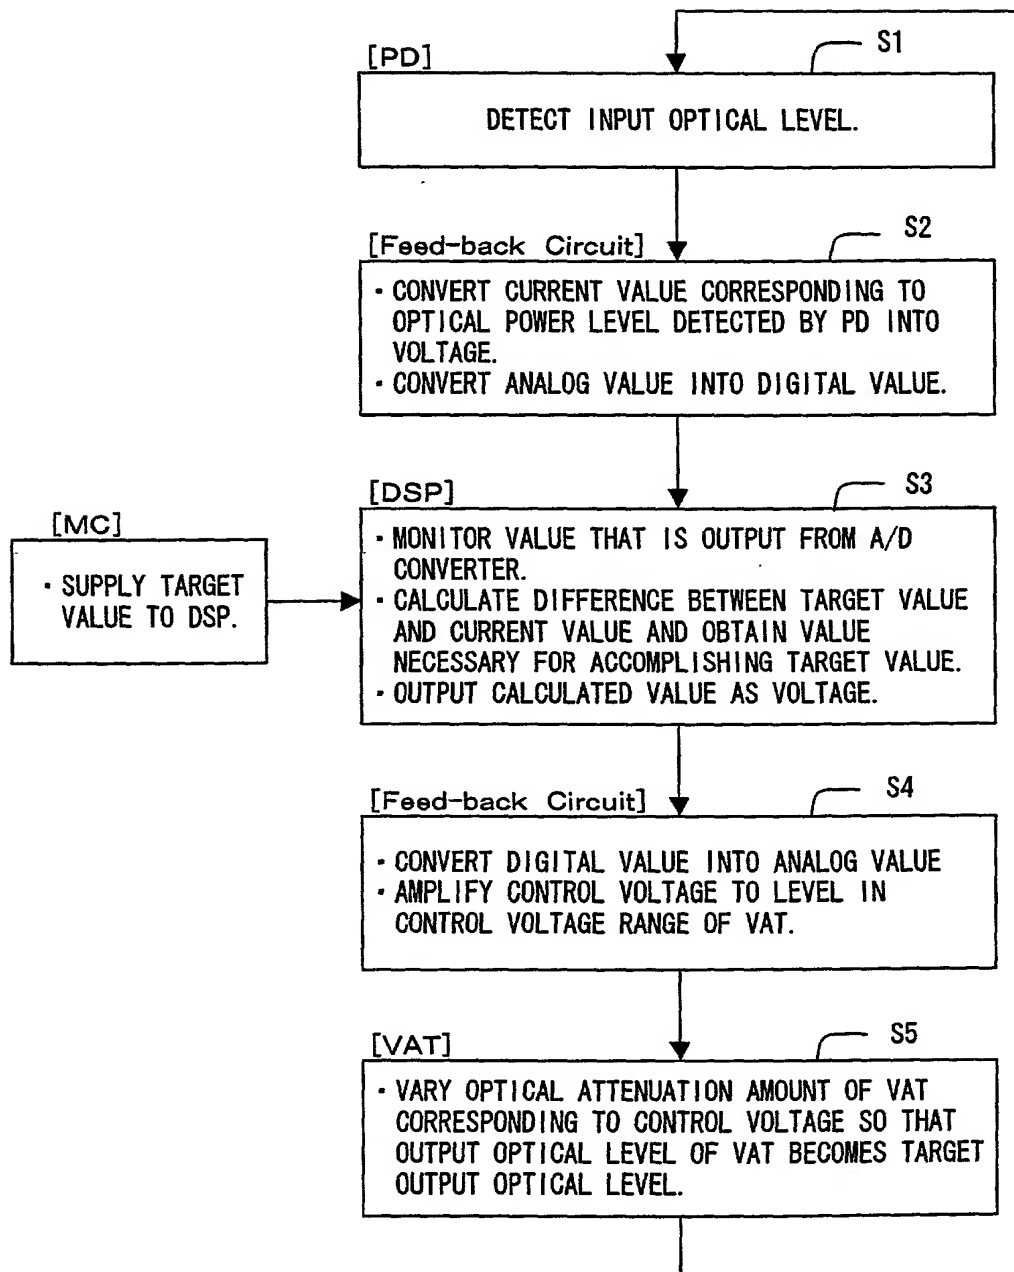 S1
[PD]
DETECT INPUT OPTICAL LEVEL.
S2
[Feed-back Circuit]
· CONVERT CURRENT VALUE CORRESPONDING TO
OPTICAL POWER LEVEL DETECTED BY PD INTO
VOLTAGE.
· CONVERT ANALOG VALUE INTO DIGITAL VALUE.
S3
[DSP]
· MONITOR VALUE THAT IS OUTPUT FROM A/D
CONVERTER.
· CALCULATE DIFFERENCE BETWEEN TARGET VALUE
AND CURRENT VALUE AND OBTAIN VALUE
NECESSARY FOR ACCOMPLISHING TARGET VALUE.
· OUTPUT CALCULATED VALUE AS VOLTAGE.
[MC]
· SUPPLY TARGET
VALUE TO DSP.
S4
[Feed-back Circuit]
· CONVERT DIGITAL VALUE INTO ANALOG VALUE
· AMPLIFY CONTROL VOLTAGE TO LEVEL IN
CONTROL VOLTAGE RANGE OF VAT.
S5
[VAT]
· VARY OPTICAL ATTENUATION AMOUNT OF VAT
CORRESPONDING TO CONTROL VOLTAGE SO THAT
OUTPUT OPTICAL LEVEL OF VAT BECOMES TARGET
OUTPUT OPTICAL LEVEL.